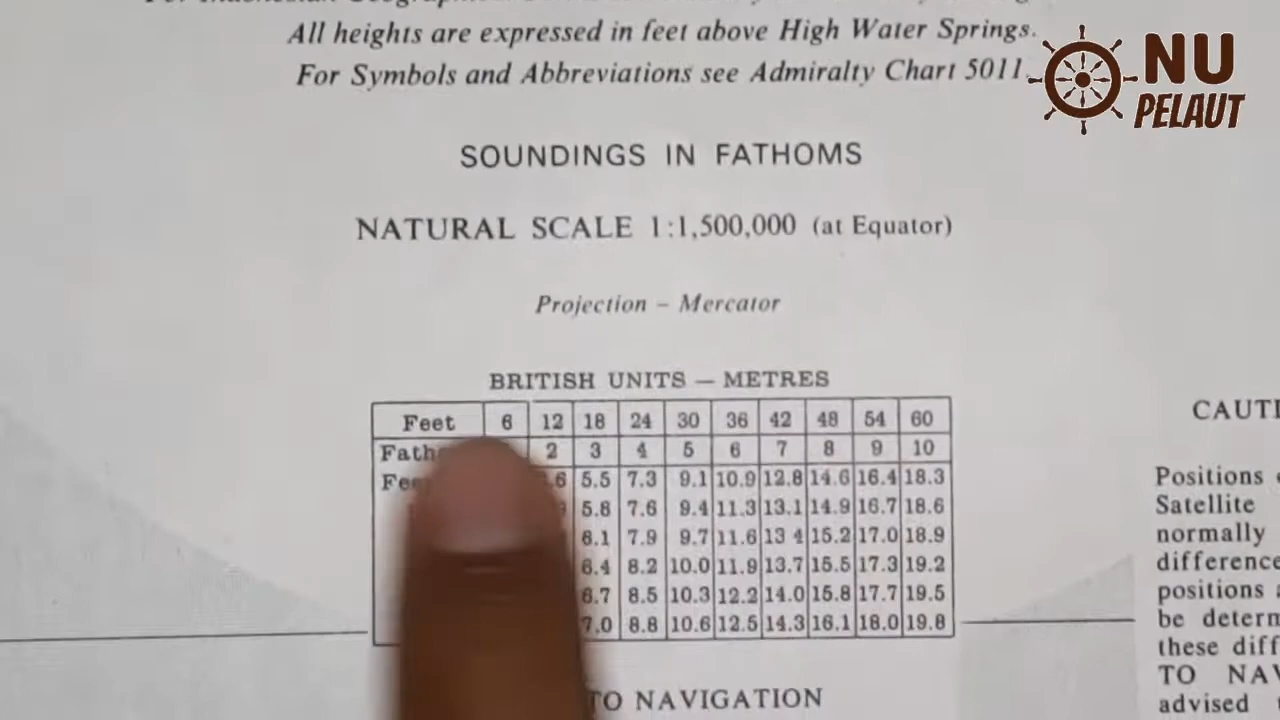 All heights are expressed in feet above High Water Springs.
For Symbols and Abbreviations see Admiralty Chart 5011.
NU
PELAUT
SOUNDINGS IN FATHOMS
NATURAL SCALE 1:1,500,000 (at Equator)
Projection – Mercator
BRITISH UNITS — METRES
Feet 6 12 18 24 30 36 42 48 54 60
2 3 4 5 6 7 8 9 10
5.5 7.3 9.1 10.9 12.8 14.6 16.4 18.3
5.8 7.6 9.4 11.3 13.1 14.9 16.7 18.6
6.1 7.9 9.7 11.6 13 4 15.2 17.0 18.9
6.4 8.2 10.0 11.9 13.7 15.5 17.3 19.2
6.7 8.5 10.3 12.2 14.0 15.8 17.7 19.5
7.0 8.8 10.6 12.5 14.3 16.1 18.0 19.8
TO NAVIGATION
Positions
Satellite
normally
positions
these
TO
advised